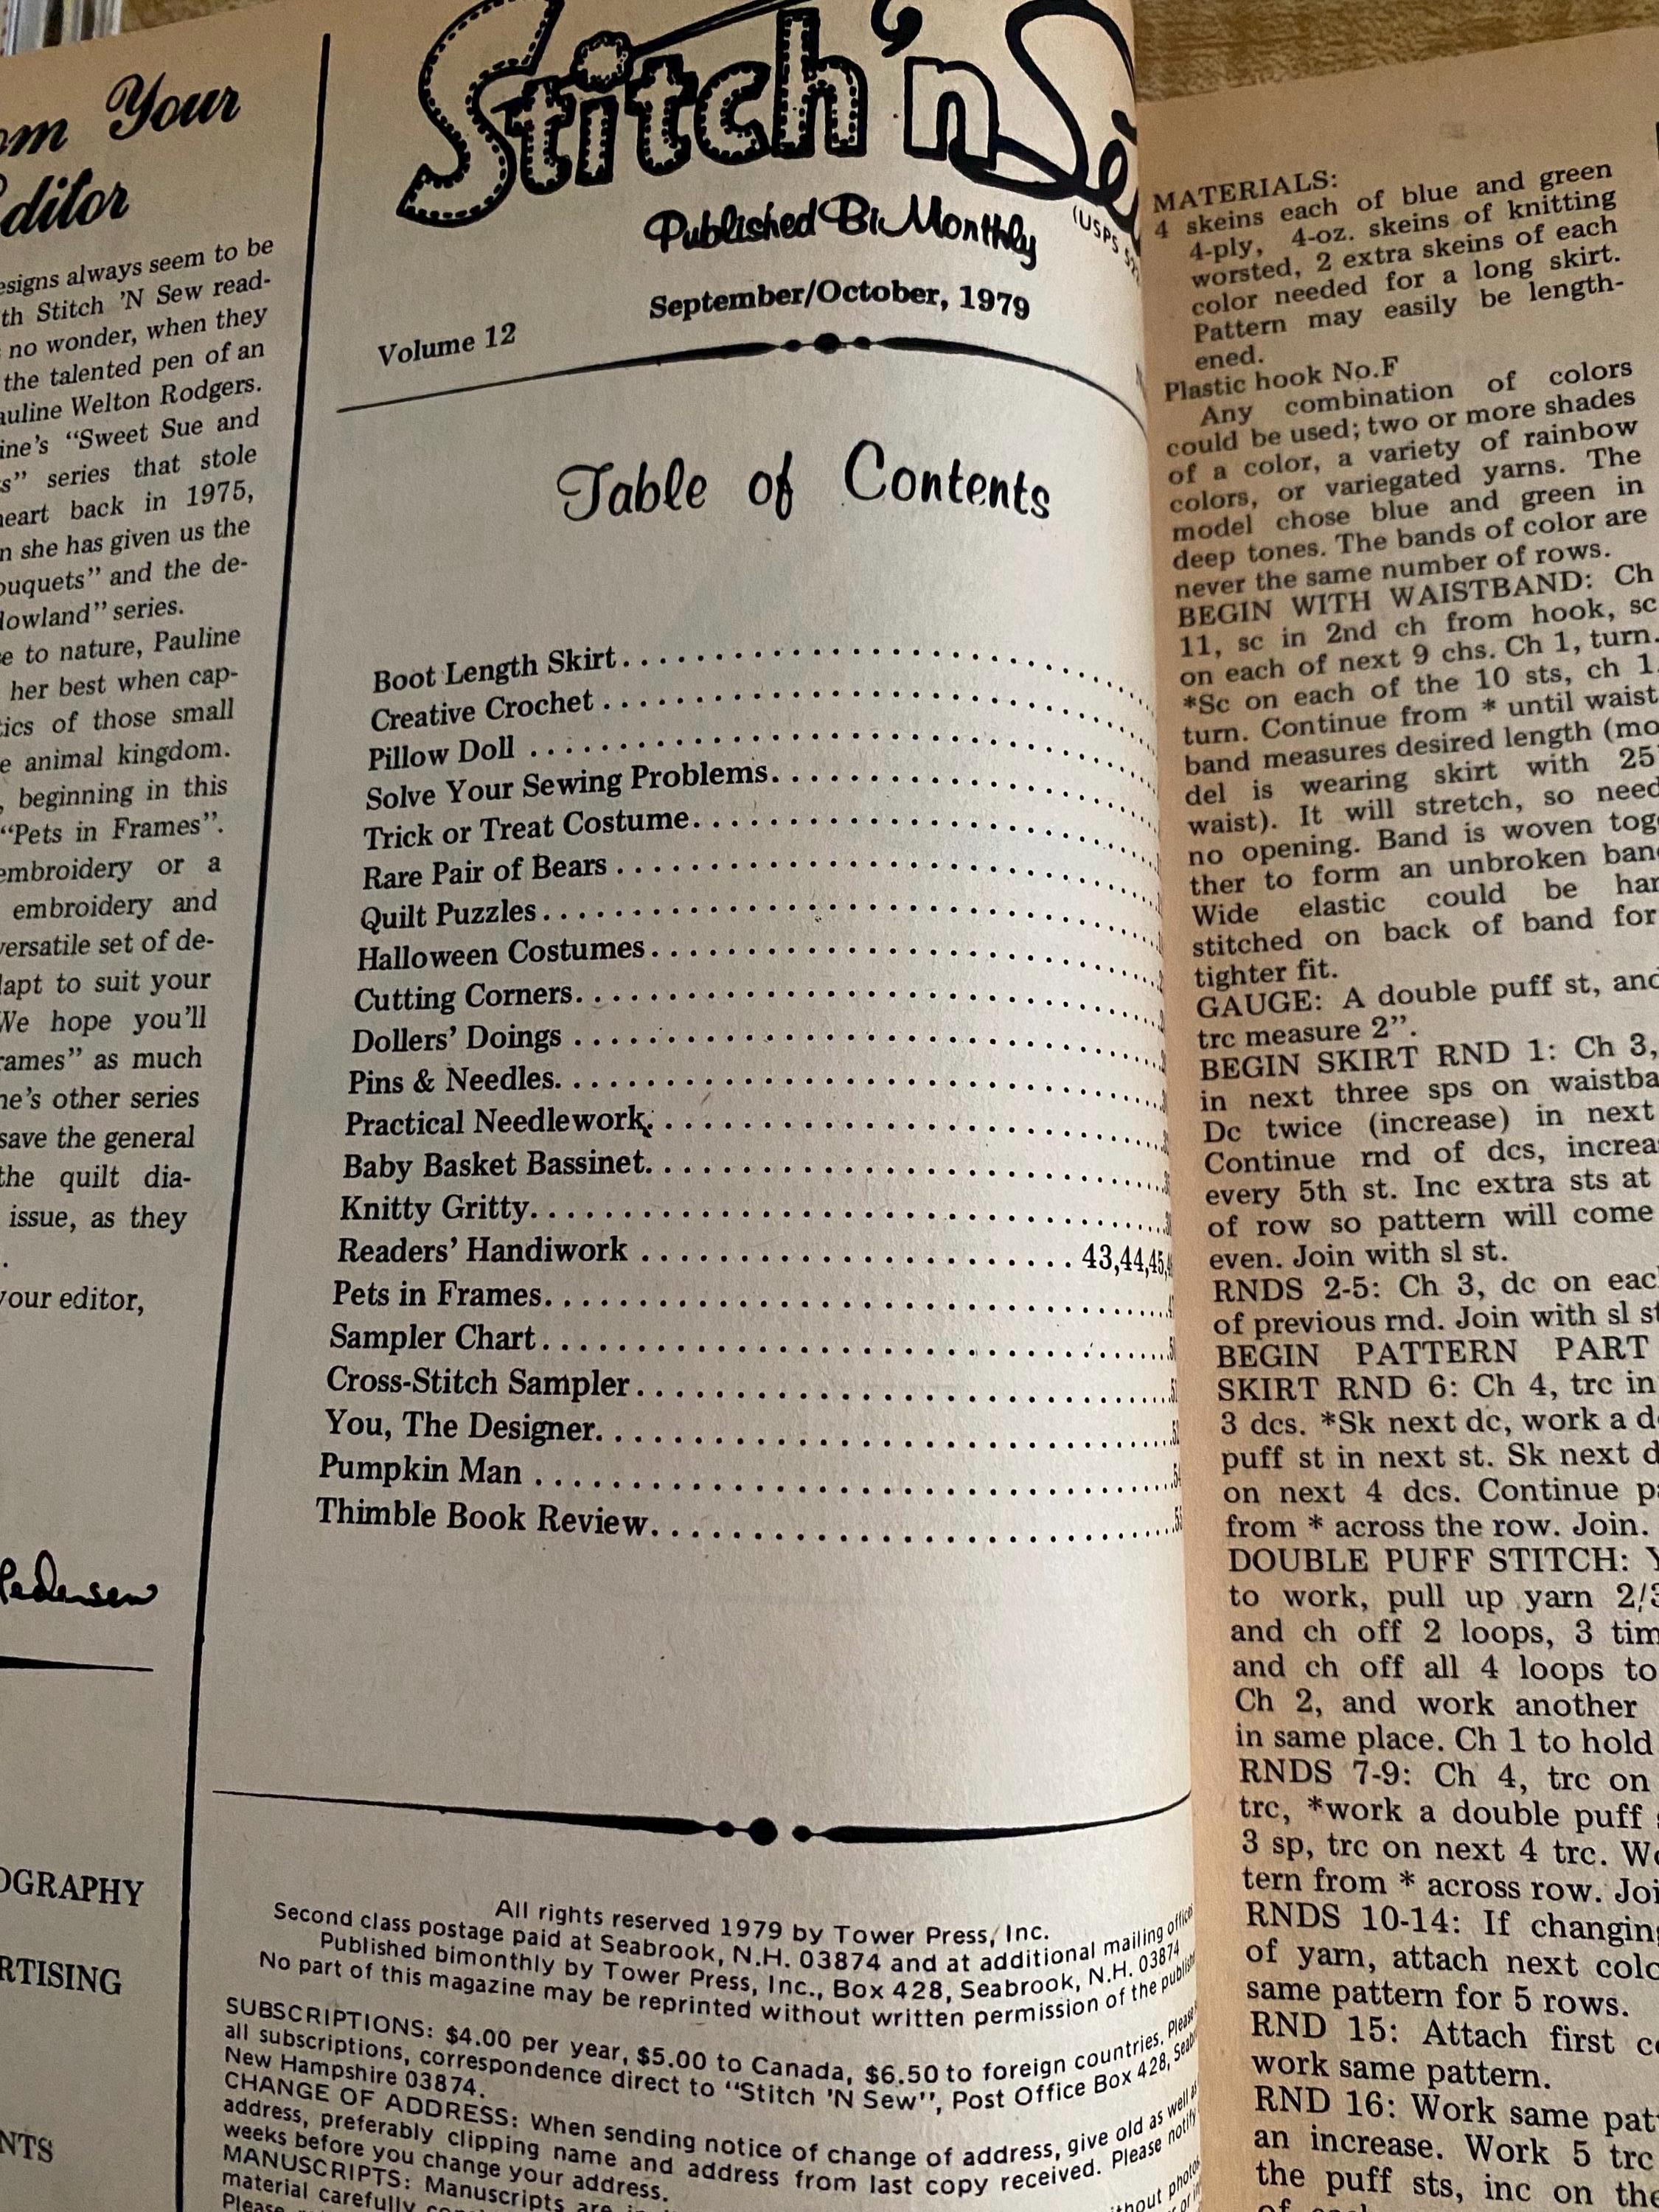 om Your
Editor
esigns always seem to be
th Stitch 'N Sew read-
no wonder, when they
the talented pen of an
auline Welton Rodgers.
ine's "Sweet Sue and
s" series that stole
heart back in 1975,
n she has given us the
ouquets" and the de-
lowland" series.
e to nature, Pauline
her best when cap-
tics of those small
e animal kingdom.
, beginning in this
"Pets in Frames".
embroidery or a
embroidery and
versatile set of de-
dapt to suit your
We hope you'll
rames" as much
ne's other series
save the general
the quilt dia-
issue, as they
.
your editor,
Pedersen
OGRAPHY
RTISING
NTS
Stitch 'n Se
Published Bi Monthly
(USPS 52
September/October, 1979
Volume 12
Table of Contents
Boot Length Skirt
Creative Crochet
Pillow Doll
Solve Your Sewing Problems
Trick or Treat Costume
Rare Pair of Bears
Quilt Puzzles
Halloween Costumes
Cutting Corners
Dollers' Doings
Pins & Needles
Practical Needlework
Baby Basket Bassinet
Knitty Gritty
Readers' Handiwork 43,44,45,
Pets in Frames
Sampler Chart
Cross-Stitch Sampler
You, The Designer
Pumpkin Man
Thimble Book Review
All rights reserved 1979 by Tower Press, Inc.
Second class postage paid at Seabrook, N.H. 03874 and at additional mailing offices
Published bimonthly by Tower Press, Inc., Box 428, Seabrook, N.H. 03874
No part of this magazine may be reprinted without written permission of the publish
SUBSCRIPTIONS: $4.00 per year, $5.00 to Canada, $6.50 to foreign countries. Please
all subscriptions, correspondence direct to "Stitch 'N Sew", Post Office Box 428, Seab
New Hampshire 03874.
CHANGE OF ADDRESS: When sending notice of change of address, give old as well as
address, preferably clipping name and address from last copy received. Please notify
weeks before you change your address.
MANUSCRIPTS: Manuscripts are in
thout photos
material carefully
Please
MATERIALS:
4 skeins each of blue and green
4-ply, 4-oz. skeins of knitting
worsted, 2 extra skeins of each
color needed for a long skirt.
Pattern may easily be length-
ened.
Plastic hook No.F
Any combination of colors
could be used; two or more shades
of a color, a variety of rainbow
colors, or variegated yarns. The
model chose blue and green in
deep tones. The bands of color are
never the same number of rows.
BEGIN WITH WAISTBAND: Ch
11, sc in 2nd ch from hook, sc
on each of next 9 chs. Ch 1, turn.
*Sc on each of the 10 sts, ch 1,
turn. Continue from * until waist
band measures desired length (mo
del is wearing skirt with 25
waist). It will stretch, so need
no opening. Band is woven tog
ther to form an unbroken ban
Wide elastic could be han
stitched on back of band for
tighter fit.
GAUGE: A double puff st, and
trc measure 2".
BEGIN SKIRT RND 1: Ch 3,
in next three sps on waistba
Dc twice (increase) in next
Continue rnd of dcs, increa
every 5th st. Inc extra sts at
of row so pattern will come
even. Join with sl st.
RNDS 2-5: Ch 3, dc on eac
of previous rnd. Join with sl st
BEGIN PATTERN PART
SKIRT RND 6: Ch 4, trc in
3 dcs. *Sk next dc, work a d
puff st in next st. Sk next d
on next 4 dcs. Continue pa
from * across the row. Join.
DOUBLE PUFF STITCH: Y
to work, pull up yarn 2/3
and ch off 2 loops, 3 tim
and ch off all 4 loops to
Ch 2, and work another
in same place. Ch 1 to hold
RNDS 7-9: Ch 4, trc on
trc, *work a double puff s
3 sp, trc on next 4 trc. Wo
tern from * across row. Joi
RNDS 10-14: If changing
of yarn, attach next colo
same pattern for 5 rows.
RND 15: Attach first co
work same pattern.
RND 16: Work same patt
an increase. Work 5 trc
the puff sts, inc on the
of each